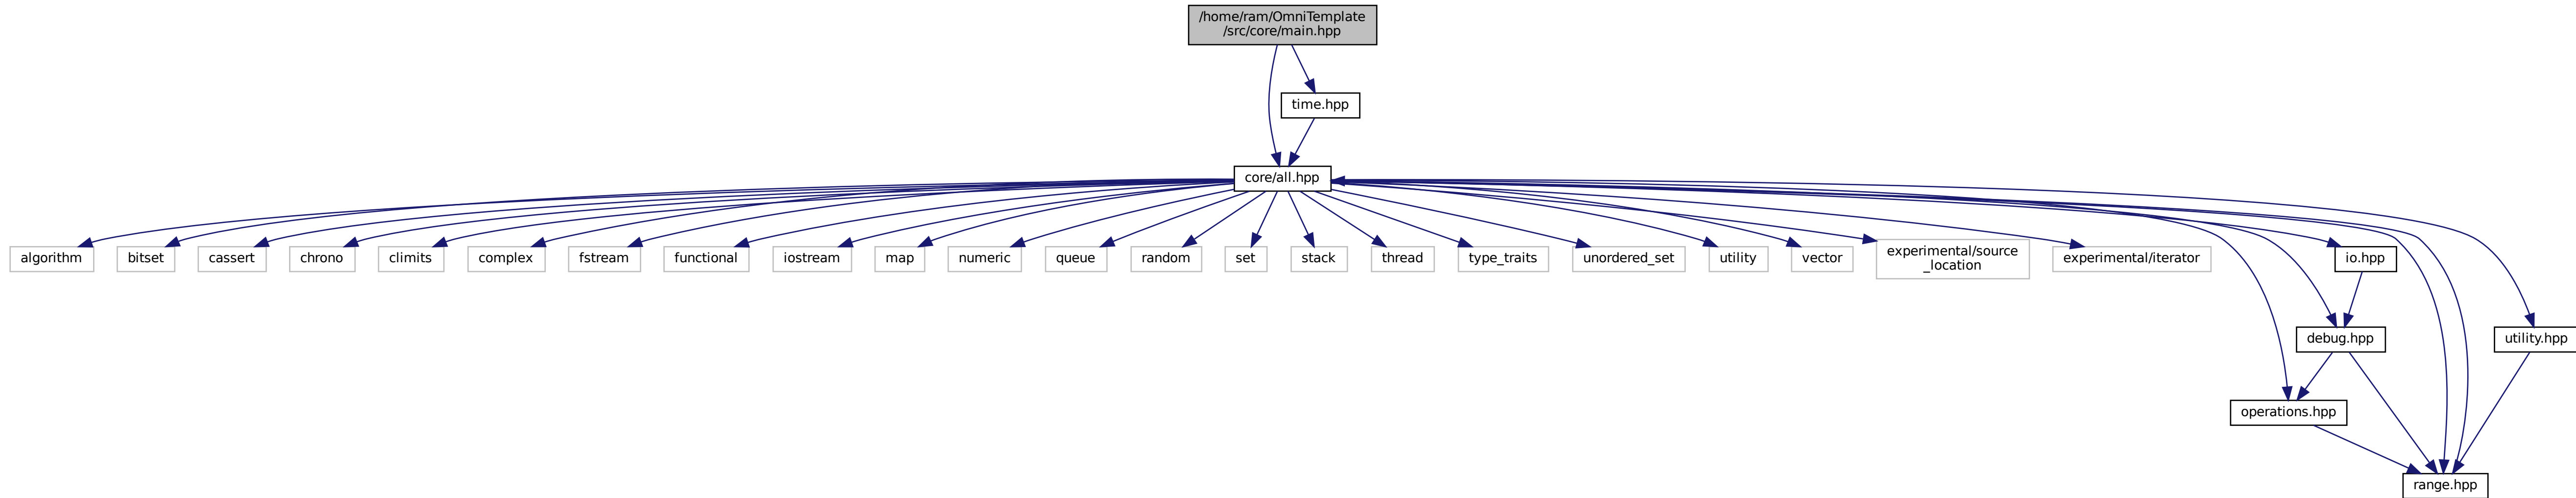 /home/ram/OmniTemplate
/src/core/main.hpp
time.hpp
core/all.hpp
algorithm
bitset
cassert
chrono
climits
complex
fstream
functional
iostream
map
numeric
queue
random
set
stack
thread
type_traits
unordered_set
utility
vector
experimental/source
_location
experimental/iterator
io.hpp
debug.hpp
utility.hpp
operations.hpp
range.hpp